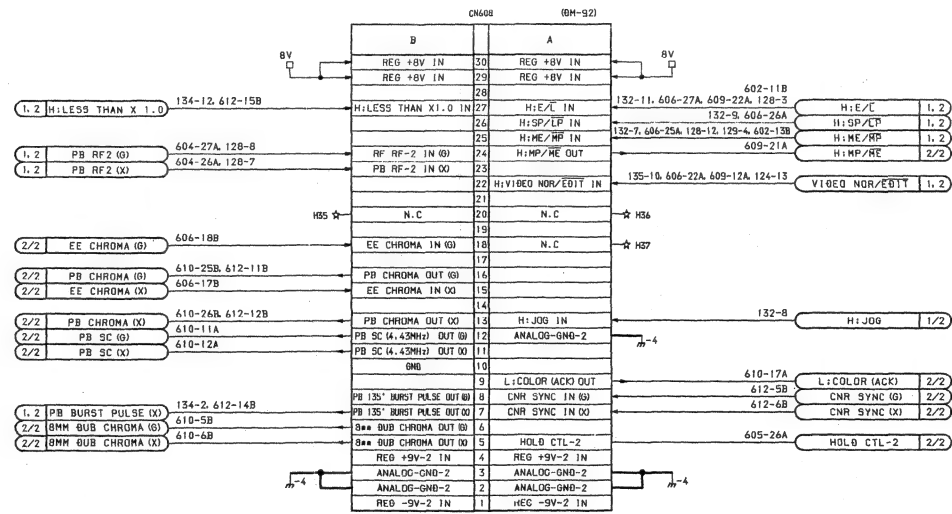 CN608 (DM-92)
B A
8V REG +8V IN 30 REG +8V IN 8V
REG +8V IN 29 REG +8V IN
28 602-11B
1, 2 H:LESS THAN X 1.0 134-12, 612-15B H:LESS THAN X1.0 IN 27 H:E/L IN 132-11, 606-27A, 609-22A, 128-3 H:E/L 1, 2
26 H:SP/LP IN 132-9, 606-26A H:SP/LP 1, 2
25 H:ME/MP IN 132-7, 606-25A, 128-12, 129-4, 602-13B H:ME/MP 1, 2
1, 2 PB RF2 (G) 604-27A, 128-8 RF RF-2 IN (G) 24 H:MP/ME OUT 609-21A H:MP/ME 2/2
1, 2 PB RF2 (X) 604-26A, 128-7 PB RF-2 IN (X) 23
22 H:VIDEO NOR/EDIT IN 135-10, 606-22A, 609-12A, 124-13 VIDEO NOR/EDIT 1, 2
21
H35 ☆ N.C 20 N.C ☆ H36
19
2/2 EE CHROMA (G) 606-18B EE CHROMA IN (G) 18 N.C ☆ H37
17
2/2 PB CHROMA (G) 610-25B, 612-11B PB CHROMA OUT (G) 16
2/2 EE CHROMA (X) 606-17B EE CHROMA IN (X) 15
14
2/2 PB CHROMA (X) 610-26B, 612-12B PB CHROMA OUT (X) 13 H:JOG IN 132-8 H:JOG 1/2
2/2 PB SC (G) 610-11A PB SC (4.43MHz) OUT (G) 12 ANALOG-GND-2 -4
2/2 PB SC (X) 610-12A PB SC (4.43MHz) OUT (X) 11
GND 10
9 L:COLOR (ACK) OUT 610-17A L:COLOR (ACK) 2/2
PB 135° BURST PULSE OUT (G) 8 CNR SYNC IN (G) 612-5B CNR SYNC (G) 2/2
1, 2 PB BURST PULSE (X) 134-2, 612-14B PB 135° BURST PULSE OUT (X) 7 CNR SYNC IN (X) 612-6B CNR SYNC (X) 2/2
2/2 8MM DUB CHROMA (G) 610-5B 8mm DUB CHROMA OUT (G) 6
2/2 8MM DUB CHROMA (X) 610-6B 8mm DUB CHROMA OUT (X) 5 HOLD CTL-2 605-26A HOLD CTL-2 2/2
REG +9V-2 IN 4 REG +9V-2 IN
-4 ANALOG-GND-2 3 ANALOG-GND-2 -4
ANALOG-GND-2 2 ANALOG-GND-2
REG -9V-2 IN 1 REG -9V-2 IN